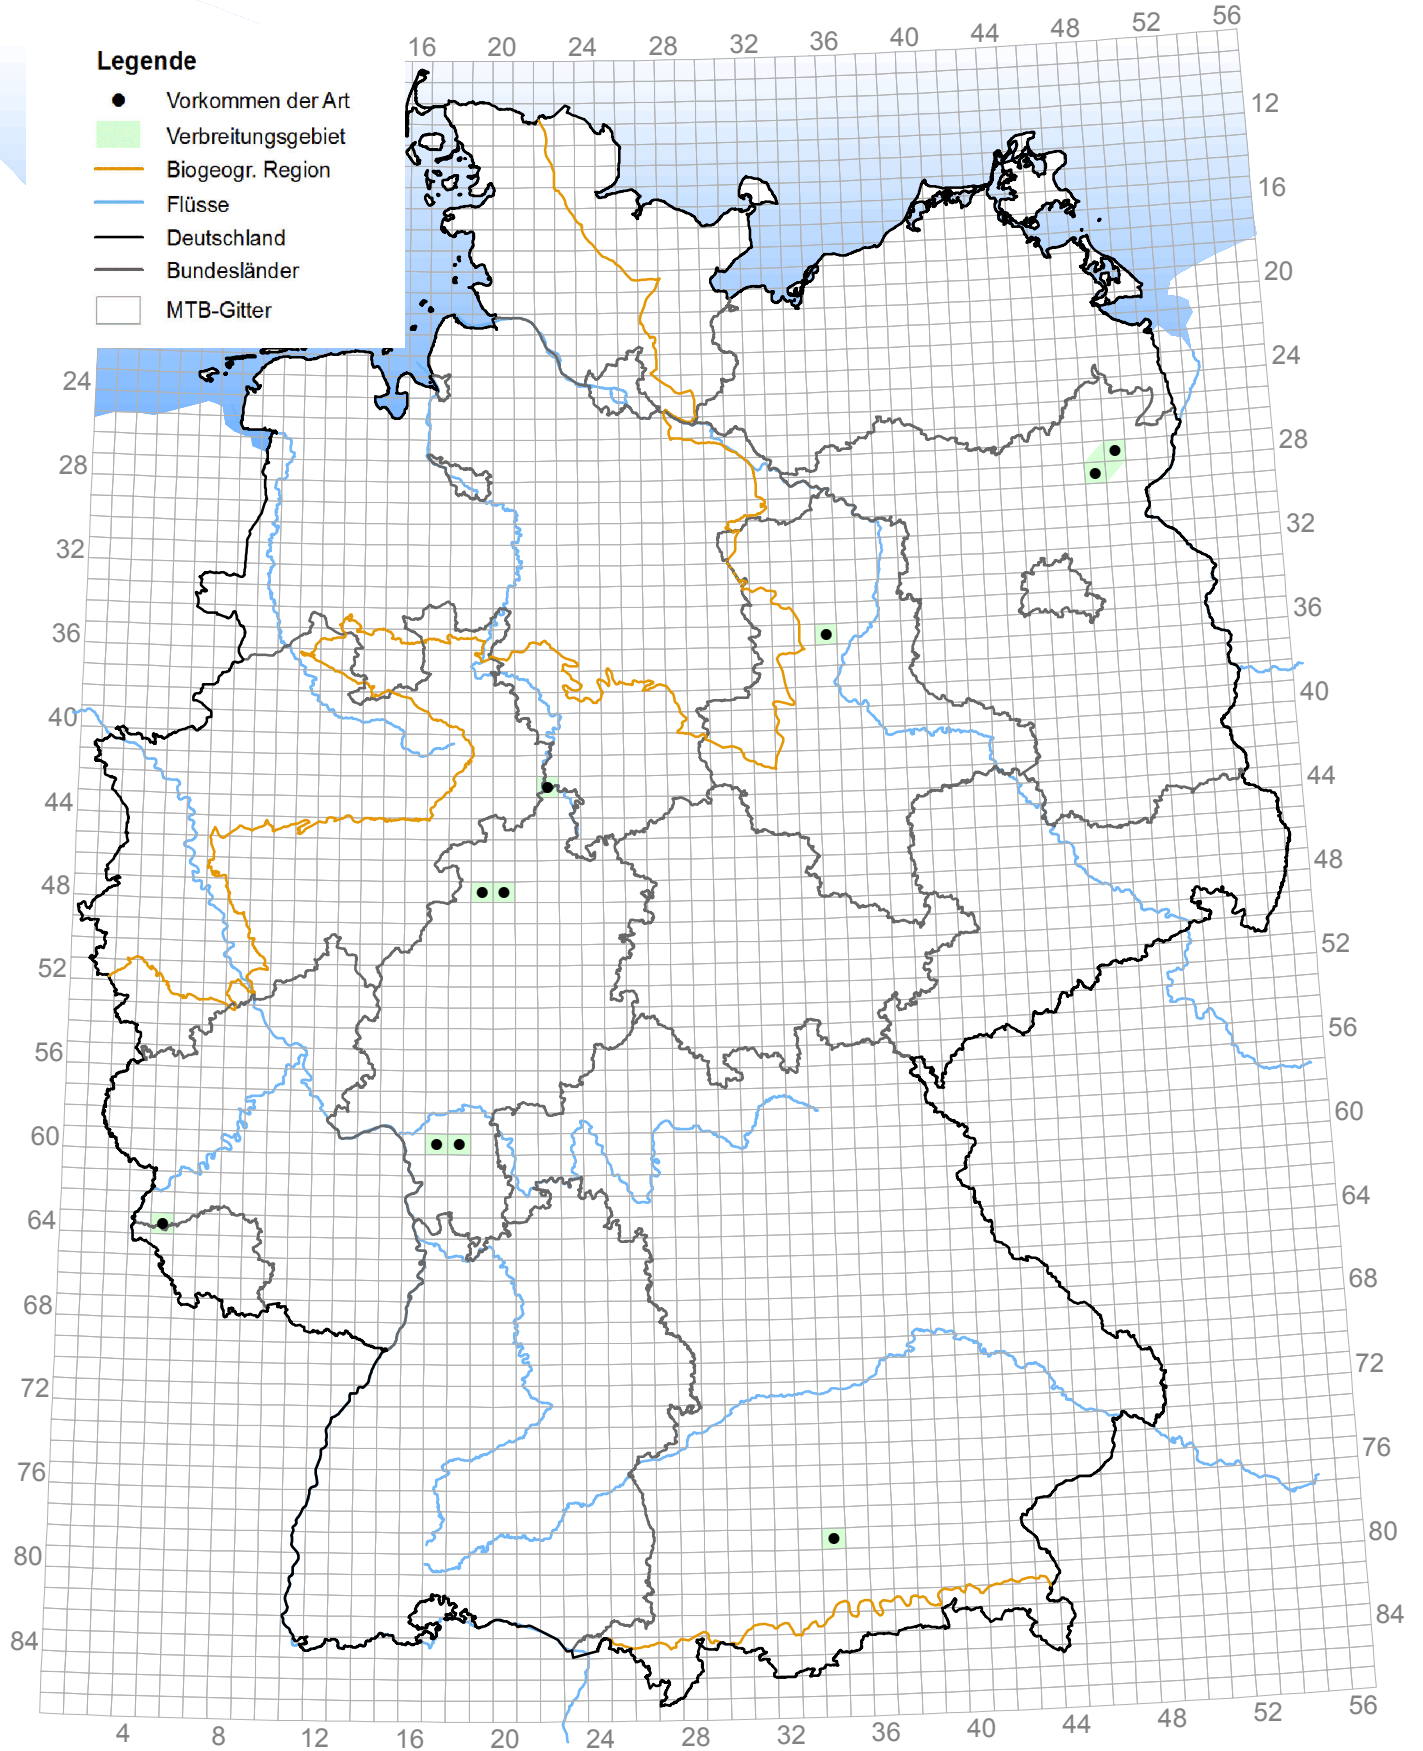 Legende
Vorkommen der Art
Verbreitungsgebiet
Biogeogr. Region
Flüsse
Deutschland
Bundesländer
MTB-Gitter
16 20 24 28 32 36 40 44 48 52 56
12
16
20
24 24
28 28
32 32
36 36
40 40
44 44
48 48
52 52
56 56
60 60
64 64
68 68
72 72
76 76
80 80
84 84
4 8 12 16 20 24 28 32 36 40 44 48 52 56